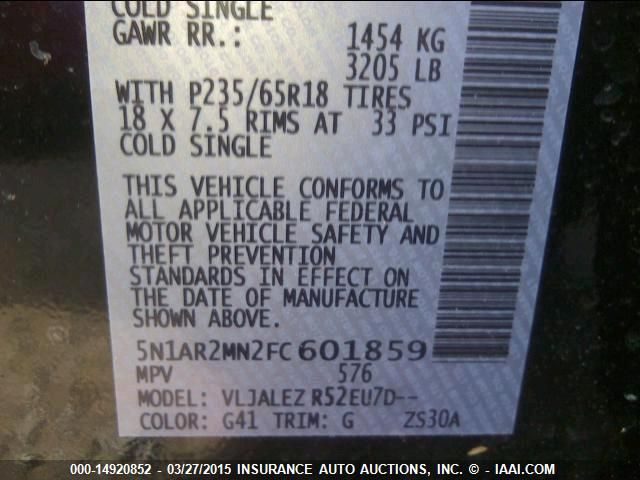 COLD SINGLE
GAWR RR.: 1454 KG
3205 LB
WITH P235/65R18 TIRES
18 X 7.5 RIMS AT 33 PSI
COLD SINGLE
THIS VEHICLE CONFORMS TO
ALL APPLICABLE FEDERAL
MOTOR VEHICLE SAFETY AND
THEFT PREVENTION
STANDARDS IN EFFECT ON
THE DATE OF MANUFACTURE
SHOWN ABOVE.
5N1AR2MN2FC601859
MPV 576
MODEL: VLJALEZ R52EU7D--
COLOR: G41 TRIM: G ZS30A
000-14920852 — 03/27/2015 INSURANCE AUTO AUCTIONS, INC. - © IAAI.COM